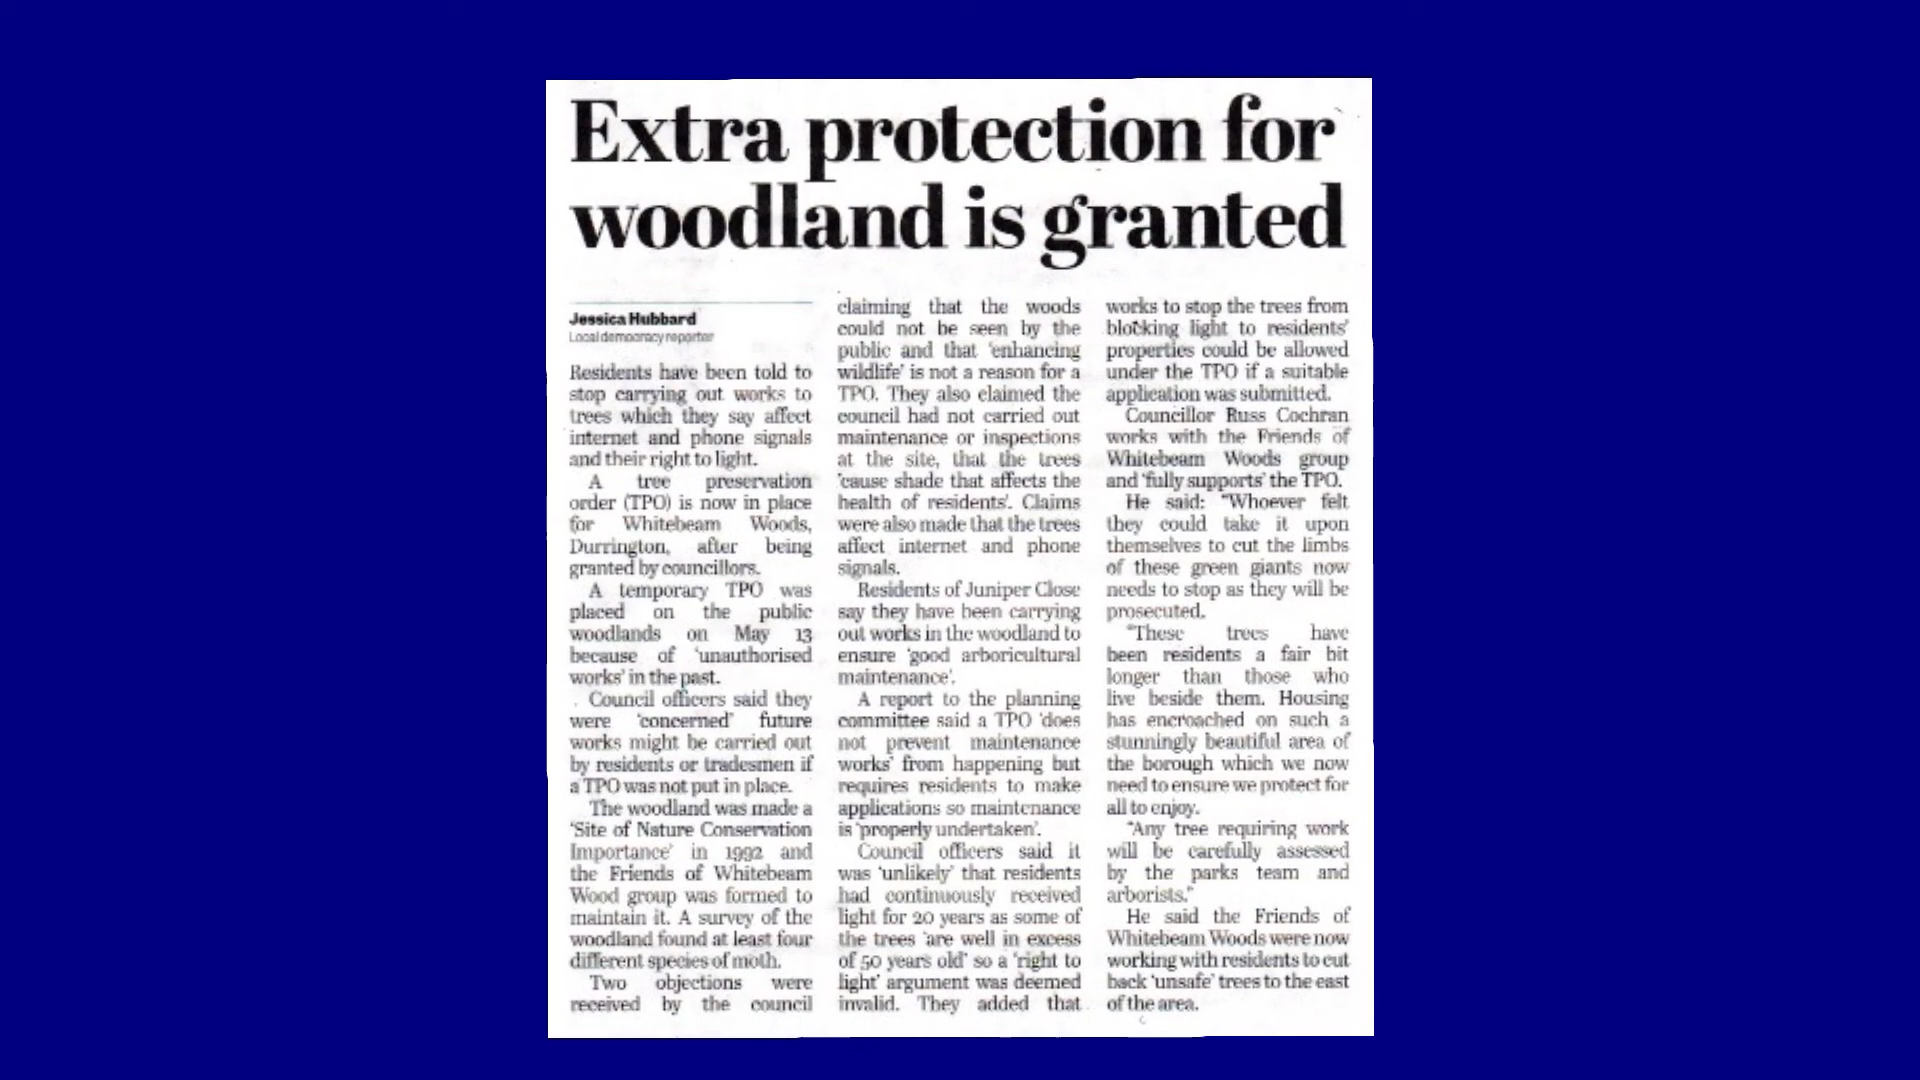 Extra protection for
woodland is granted
Jessica Hubbard
Local democracy reporter
Residents have been told to
stop carrying out works to
trees which they say affect
internet and phone signals
and their right to light.
A tree preservation
order (TPO) is now in place
for Whitebeam Woods,
Durrington, after being
granted by councillors.
A temporary TPO was
placed on the public
woodlands on May 13
because of 'unauthorised
works' in the past.
Council officers said they
were 'concerned' future
works might be carried out
by residents or tradesmen if
a TPO was not put in place.
The woodland was made a
'Site of Nature Conservation
Importance' in 1992 and
the Friends of Whitebeam
Wood group was formed to
maintain it. A survey of the
woodland found at least four
different species of moth.
Two objections were
received by the council
claiming that the woods
could not be seen by the
public and that 'enhancing
wildlife' is not a reason for a
TPO. They also claimed the
council had not carried out
maintenance or inspections
at the site, that the trees
'cause shade that affects the
health of residents'. Claims
were also made that the trees
affect internet and phone
signals.
Residents of Juniper Close
say they have been carrying
out works in the woodland to
ensure 'good arboricultural
maintenance'.
A report to the planning
committee said a TPO 'does
not prevent maintenance
works' from happening but
requires residents to make
applications so maintenance
is 'properly undertaken'.
Council officers said it
was 'unlikely' that residents
had continuously received
light for 20 years as some of
the trees 'are well in excess
of 50 years old' so a 'right to
light' argument was deemed
invalid. They added that
works to stop the trees from
blocking light to residents'
properties could be allowed
under the TPO if a suitable
application was submitted.
Councillor Russ Cochran
works with the Friends of
Whitebeam Woods group
and 'fully supports' the TPO.
He said: "Whoever felt
they could take it upon
themselves to cut the limbs
of these green giants now
needs to stop as they will be
prosecuted.
"These trees have
been residents a fair bit
longer than those who
live beside them. Housing
has encroached on such a
stunningly beautiful area of
the borough which we now
need to ensure we protect for
all to enjoy.
"Any tree requiring work
will be carefully assessed
by the parks team and
arborists."
He said the Friends of
Whitebeam Woods were now
working with residents to cut
back 'unsafe' trees to the east
of the area.